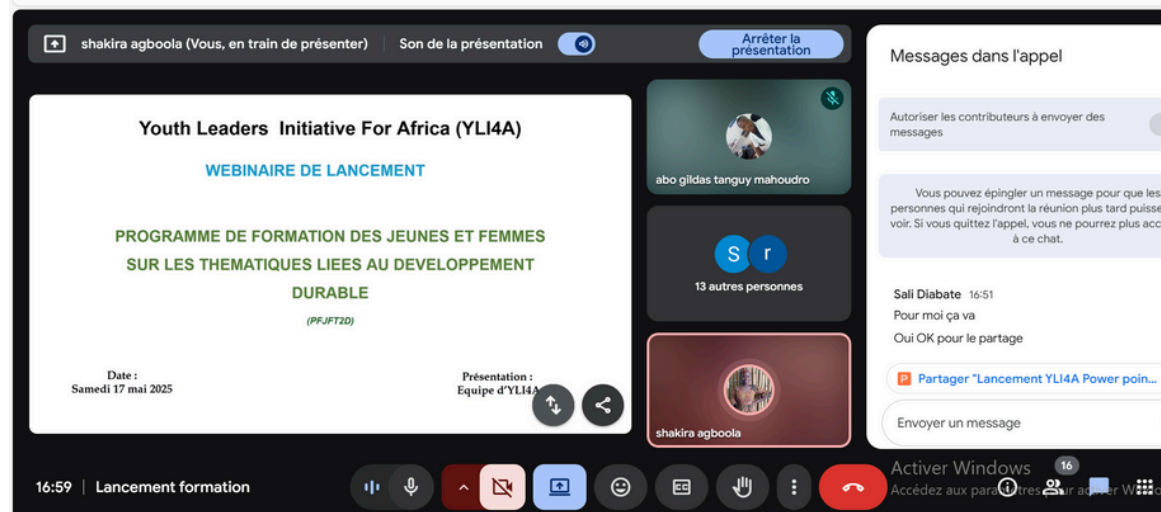 shakira agboola (Vous, en train de présenter)
Son de la présentation
Arrêter la
présentation
Youth Leaders Initiative For Africa (YLI4A)
WEBINAIRE DE LANCEMENT
PROGRAMME DE FORMATION DES JEUNES ET FEMMES
SUR LES THEMATIQUES LIEES AU DEVELOPPEMENT
DURABLE
(PFJFT2D)
Date :
Samedi 17 mai 2025
Présentation :
Equipe d'YLI4A
abo gildas tanguy mahoudro
S r
13 autres personnes
shakira agboola
Messages dans l'appel
Autoriser les contributeurs à envoyer des
messages
Vous pouvez épingler un message pour que les
personnes qui rejoindront la réunion plus tard
voir. Si vous quittez l'appel, vous ne pourrez plus
à ce chat.
Sali Diabate 16:51
Pour moi ça va
Oui OK pour le partage
P Partager "Lancement YLI4A Power poin...
Envoyer un message
16:59 | Lancement formation
CC
Activer Windows
16
Accédez aux